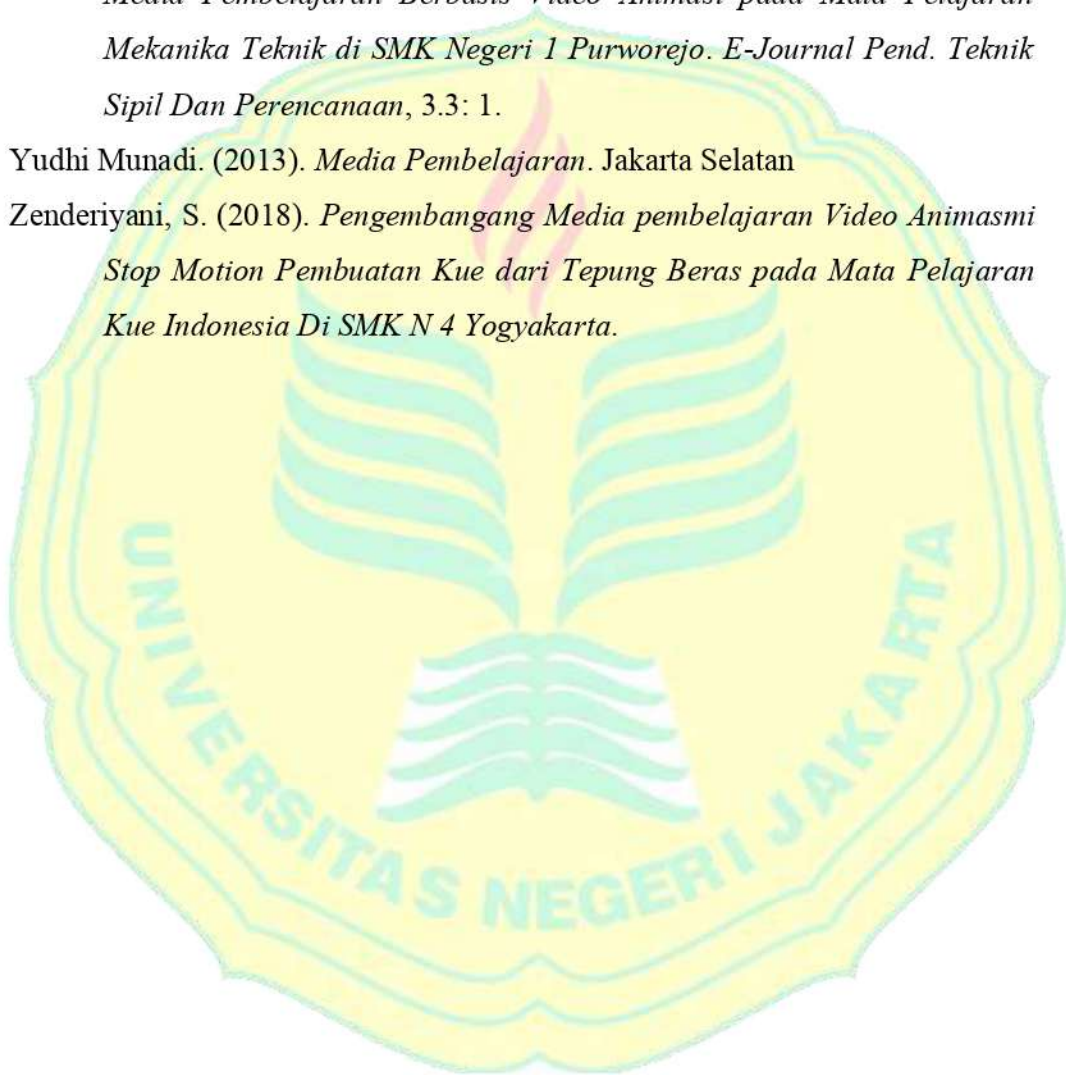 Media Pembelajaran Berbasis Video Animasi pada Mata Pelajaran
Mekanika Teknik di SMK Negeri 1 Purworejo. E-Journal Pend. Teknik
Sipil Dan Perencanaan, 3.3: 1.
Yudhi Munadi. (2013). Media Pembelajaran. Jakarta Selatan
Zenderiyani, S. (2018). Pengembangang Media pembelajaran Video Animasmi
Stop Motion Pembuatan Kue dari Tepung Beras pada Mata Pelajaran
Kue Indonesia Di SMK N 4 Yogyakarta.
UNIVERSITAS NEGERI JAKARTA